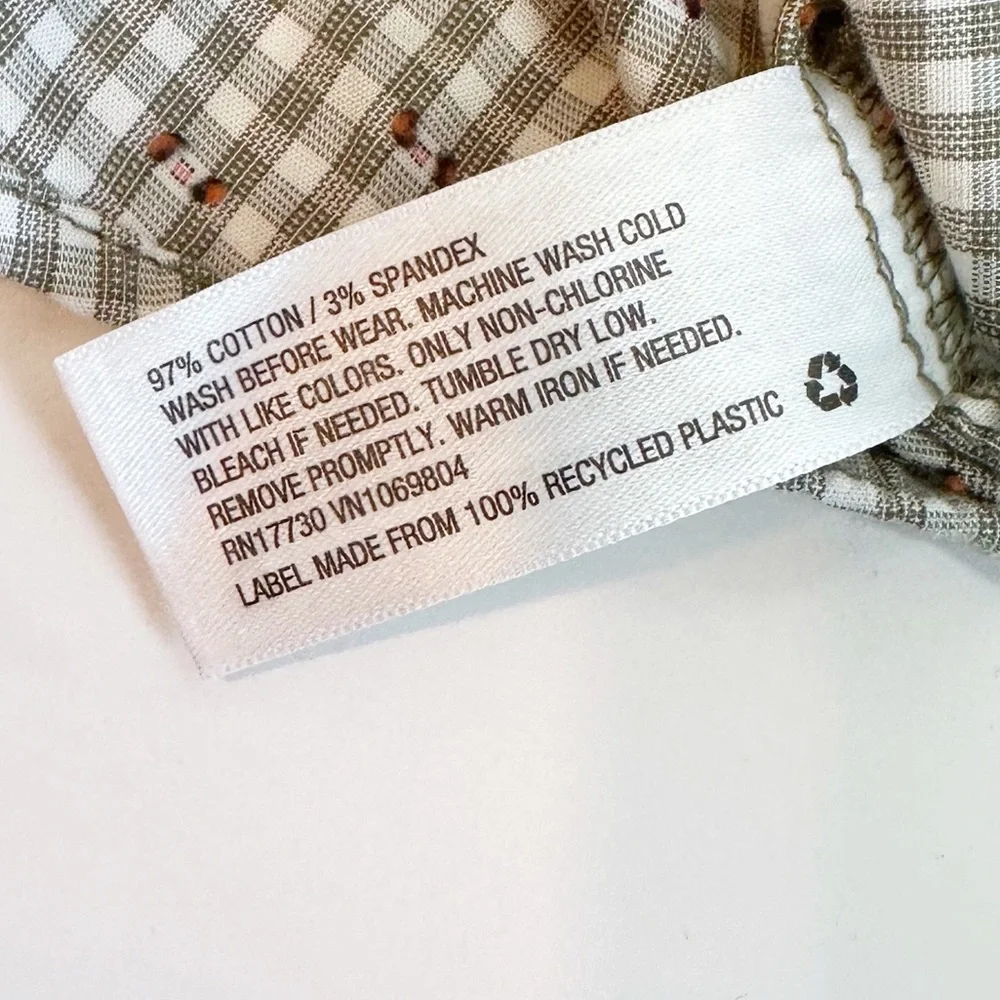 97% COTTON / 3% SPANDEX
WASH BEFORE WEAR. MACHINE WASH COLD
WITH LIKE COLORS. ONLY NON-CHLORINE
BLEACH IF NEEDED. TUMBLE DRY LOW.
REMOVE PROMPTLY. WARM IRON IF NEEDED.
RN17730 VN1069804
LABEL MADE FROM 100% RECYCLED PLASTIC